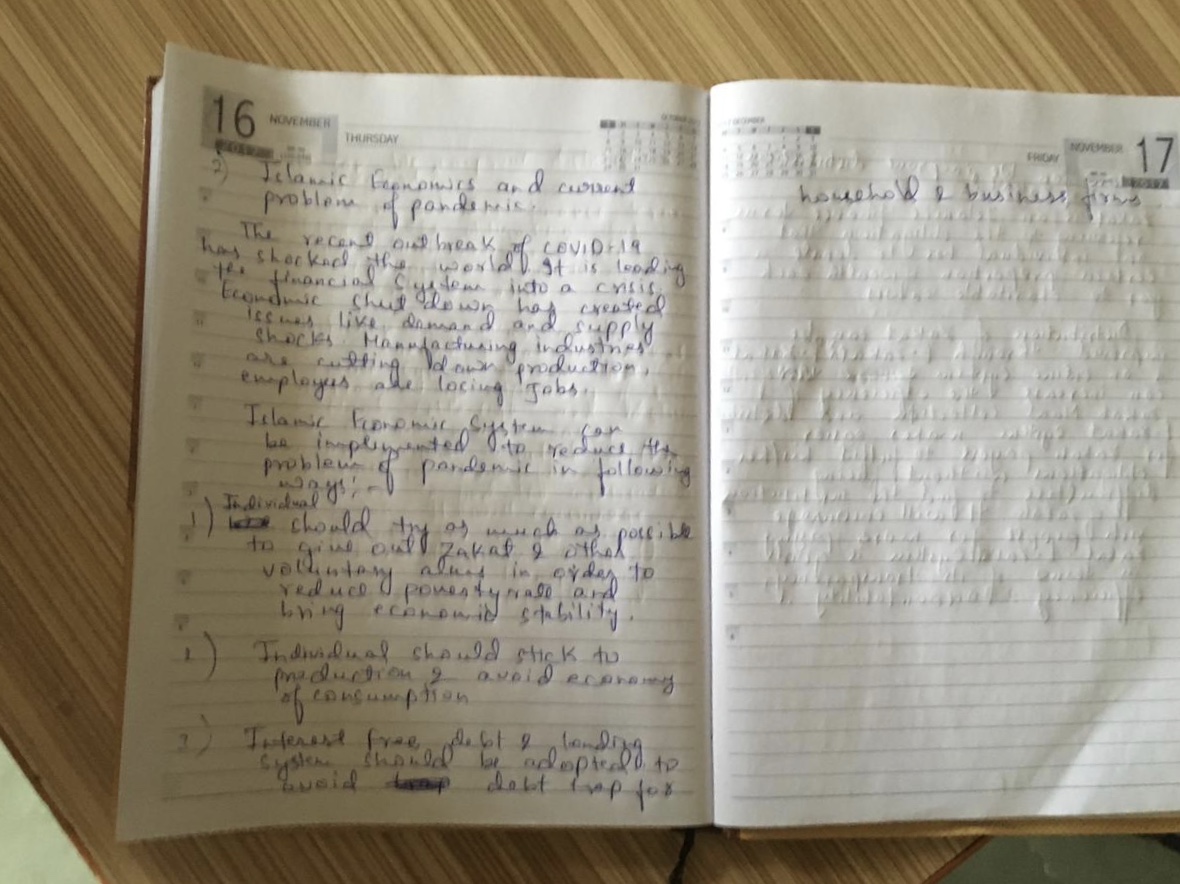 16 NOVEMBER
2017
THURSDAY
3) Islamic Economics and current
problem of pandemic.
The recent outbreak of COVID-19
has shocked the world. It is leading
the financial system into a crisis.
Economic shut down has created
issues like demand and supply
shocks. Manufacturing industries
are cutting down production,
employees are losing Jobs.
Islamic Economic System can
be implemented to reduce the
problem of pandemic in following
ways;-
Individual
1) should try as much as possible
to give out Zakat & other
voluntary alms in order to
reduce poverty rate and
bring economic stability.
2) Individual should stick to
production & avoid economy
of consumption
3) Interest free debt & lending
system should be adopted to
avoid debt trap for
DECEMBER
FRIDAY
NOVEMBER 17
2017
household & business firms